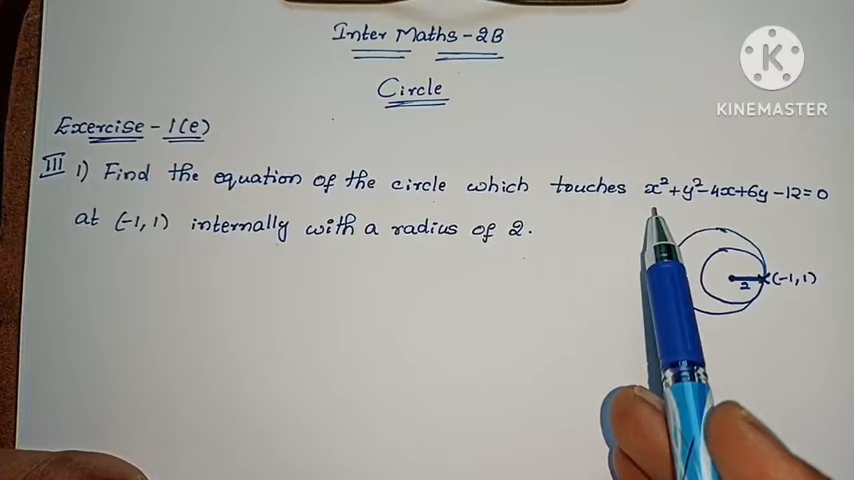 Inter Maths - 2B
Circle
KINEMASTER
Exercise - 1(e)
III 1) Find the equation of the circle which touches x²+y²-4x+6y-12=0
at (-1, 1) internally with a radius of 2.
2 (-1, 1)